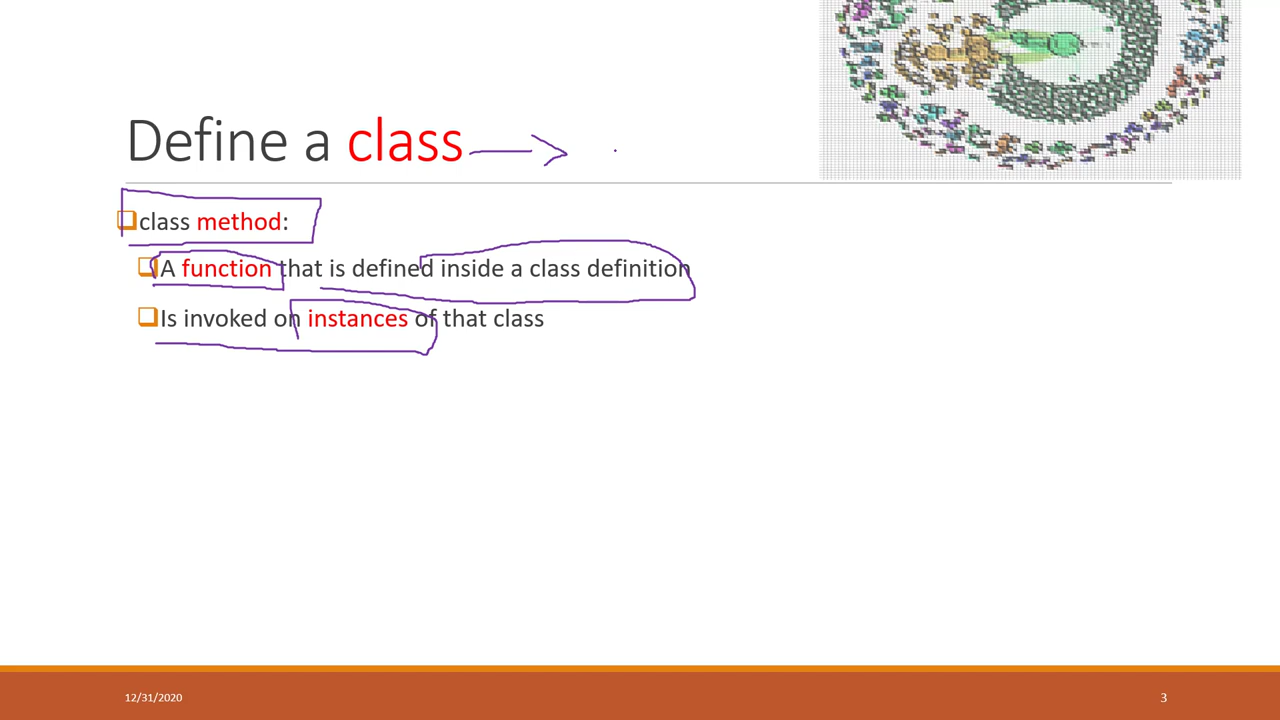 Define a class
class method:
A function that is defined inside a class definition
Is invoked on instances of that class
12/31/2020
3